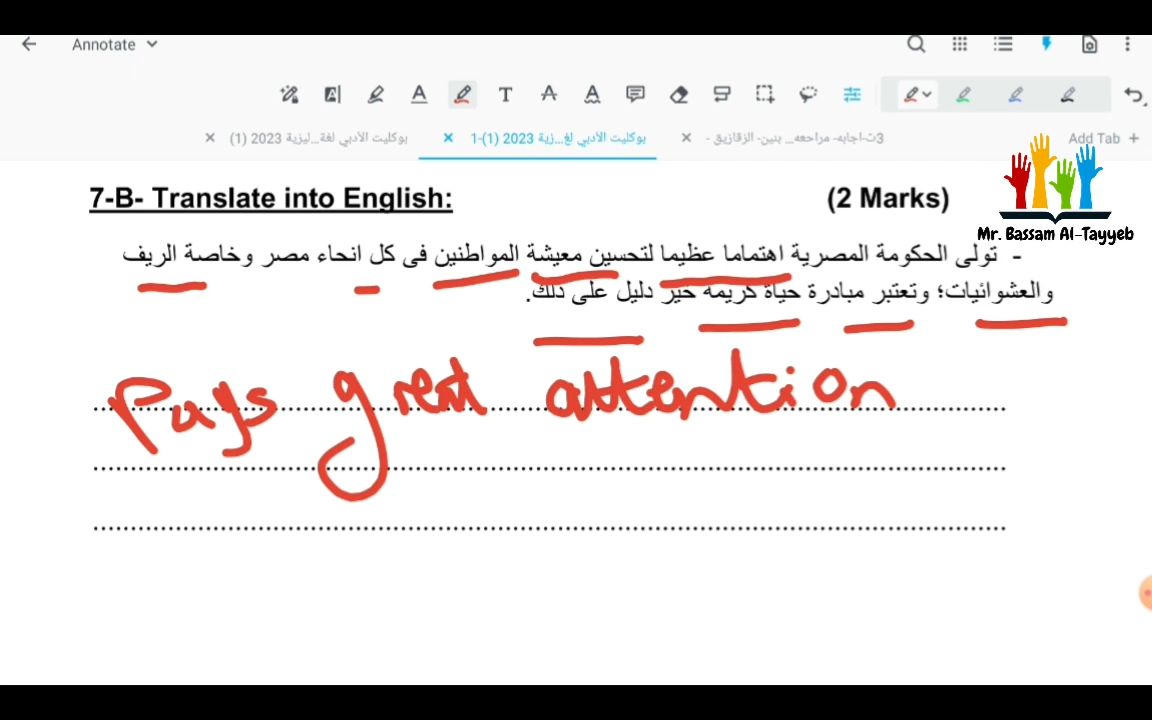 Annotate
بوكليت الأدبي لغة...ليزية 2023 (1)
بوكليت الأدبي لغ...زية 2023 (1)-1
3ث-اجابه- مراجعه... بنين- الزقازيق -
Add Tab +
7-B- Translate into English: (2 Marks)
Mr. Bassam Al-Tayyeb
- تولى الحكومة المصرية اهتماما عظيما لتحسين معيشة المواطنين فى كل انحاء مصر وخاصة الريف
والعشوائيات؛ وتعتبر مبادرة حياة كريمة خير دليل على ذلك.
Pays great attention